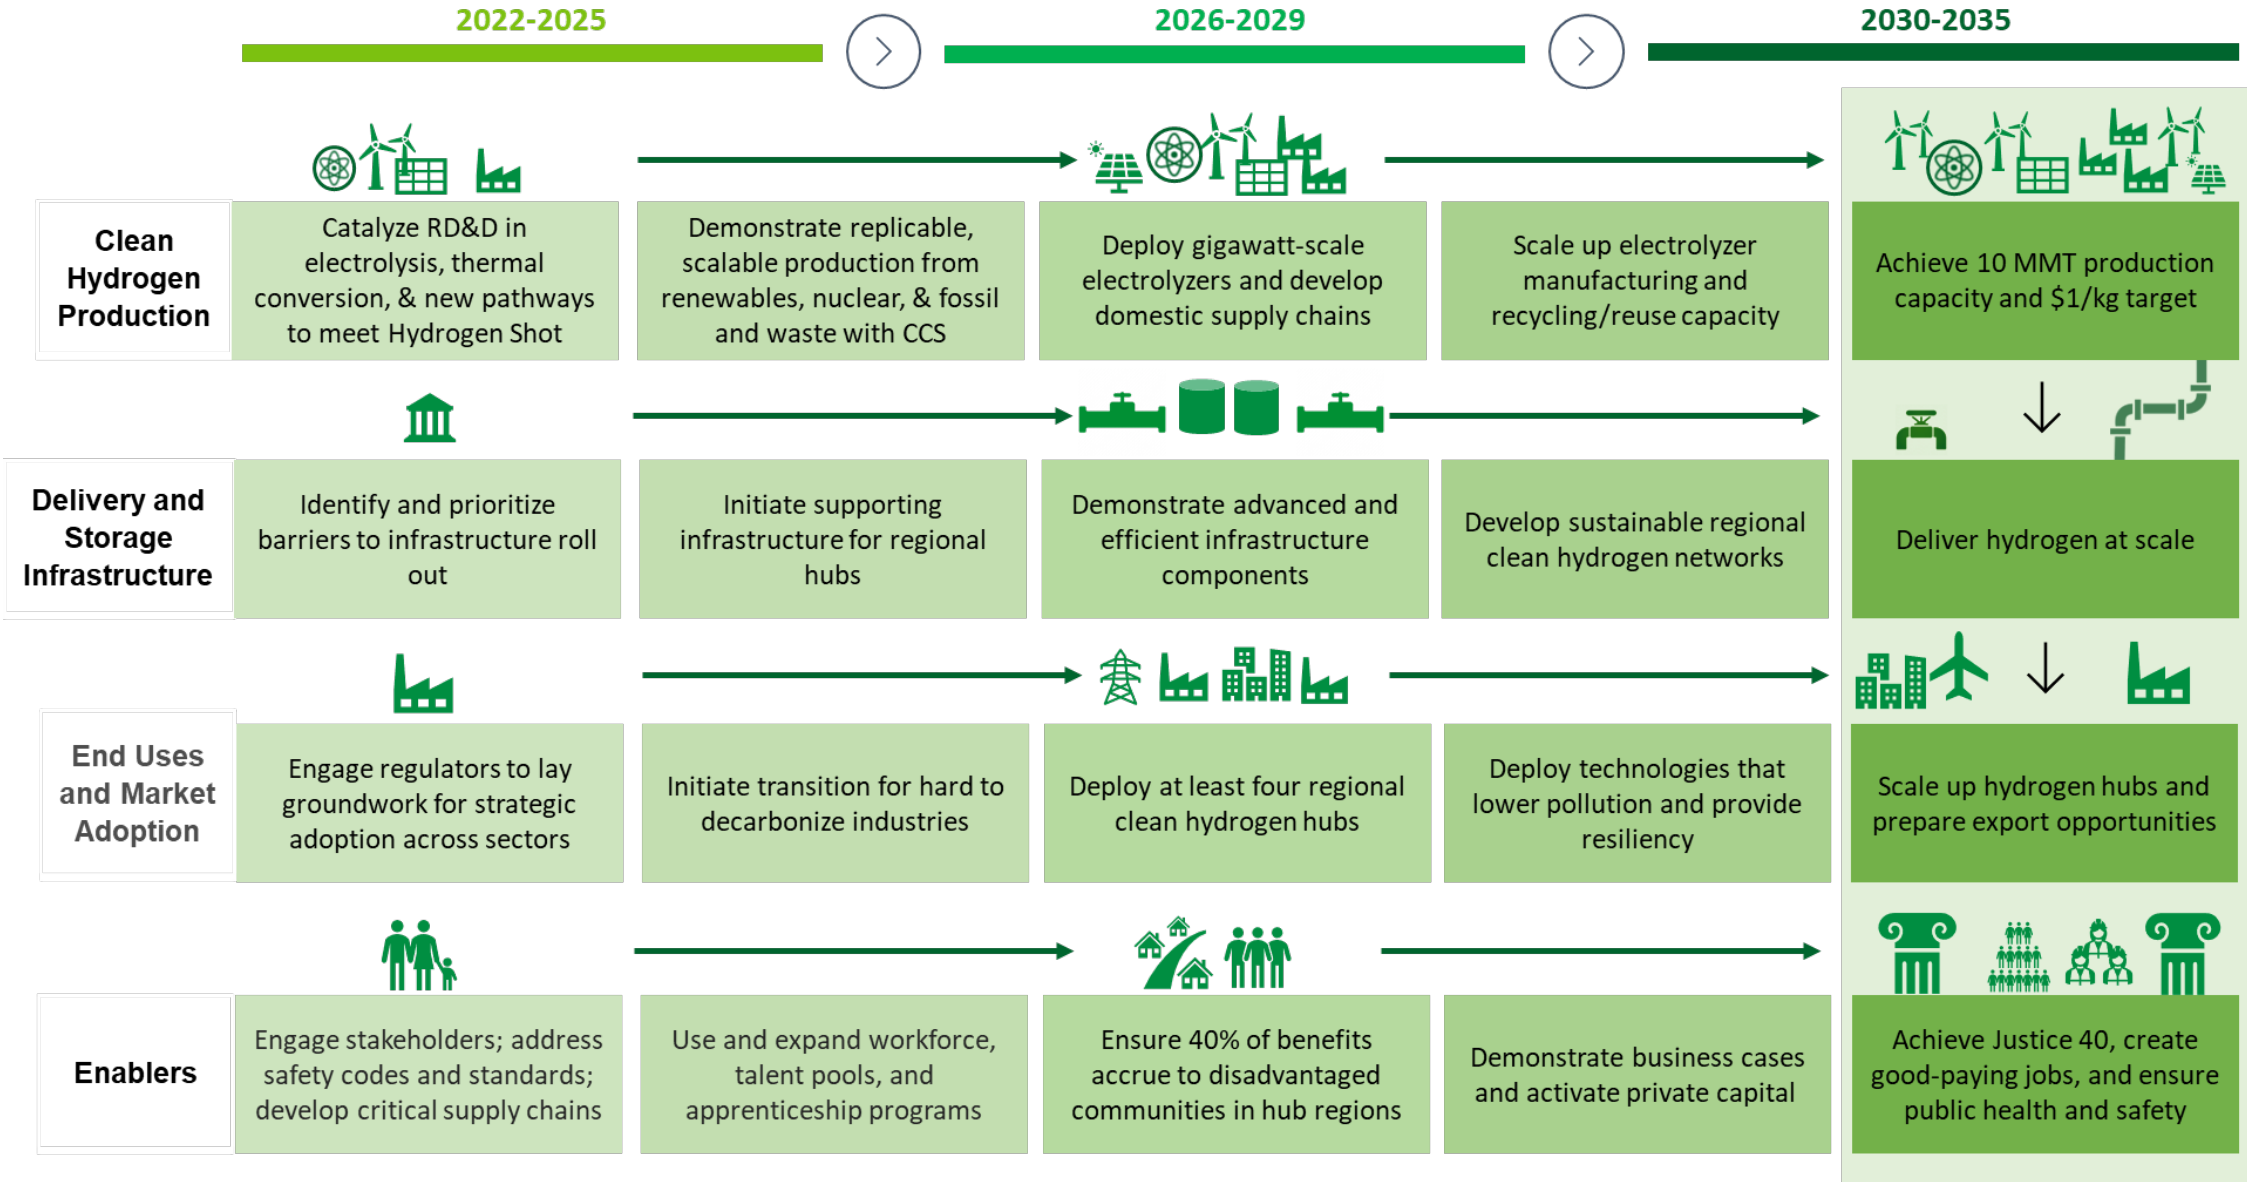 2022-2025
2026-2029
2030-2035
Clean
Hydrogen
Production
Catalyze RD&D in
electrolysis, thermal
conversion, & new pathways
to meet Hydrogen Shot
Demonstrate replicable,
scalable production from
renewables, nuclear, & fossil
and waste with CCS
Deploy gigawatt-scale
electrolyzers and develop
domestic supply chains
Scale up electrolyzer
manufacturing and
recycling/reuse capacity
Achieve 10 MMT production
capacity and $1/kg target
Delivery and
Storage
Infrastructure
Identify and prioritize
barriers to infrastructure roll
out
Initiate supporting
infrastructure for regional
hubs
Demonstrate advanced and
efficient infrastructure
components
Develop sustainable regional
clean hydrogen networks
Deliver hydrogen at scale
End Uses
and Market
Adoption
Engage regulators to lay
groundwork for strategic
adoption across sectors
Initiate transition for hard to
decarbonize industries
Deploy at least four regional
clean hydrogen hubs
Deploy technologies that
lower pollution and provide
resiliency
Scale up hydrogen hubs and
prepare export opportunities
Enablers
Engage stakeholders; address
safety codes and standards;
develop critical supply chains
Use and expand workforce,
talent pools, and
apprenticeship programs
Ensure 40% of benefits
accrue to disadvantaged
communities in hub regions
Demonstrate business cases
and activate private capital
Achieve Justice 40, create
good-paying jobs, and ensure
public health and safety